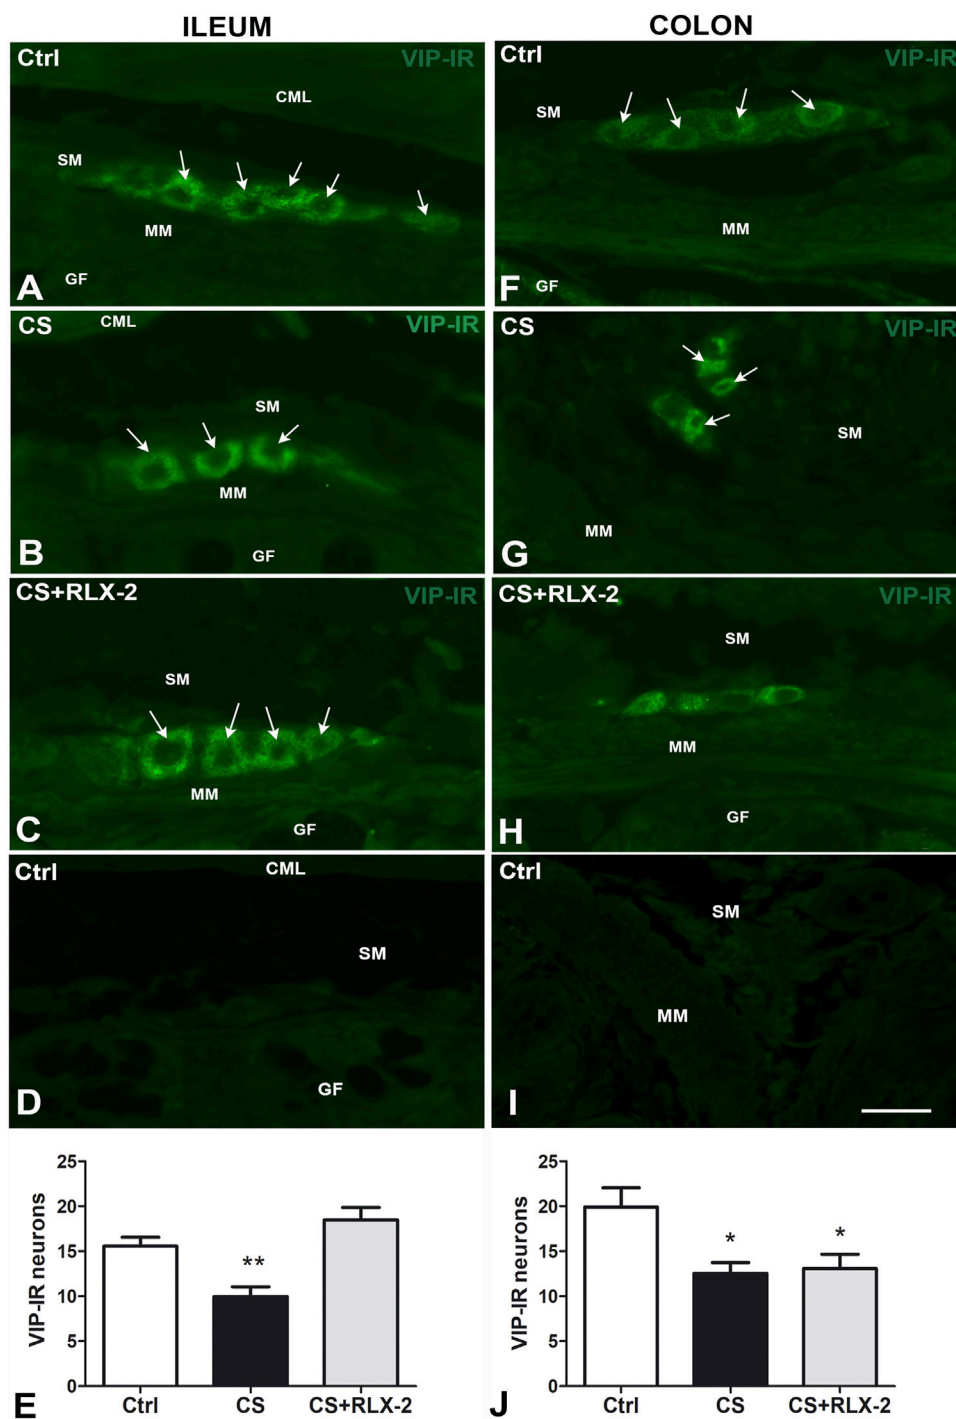 ILEUM
Ctrl VIP-IR
CML
SM
MM
GF
A
CS VIP-IR
CML
SM
MM
GF
B
CS+RLX-2 VIP-IR
SM
MM
GF
C
Ctrl
CML
SM
GF
D
25
20
15
10
5
0
VIP-IR neurons
**
Ctrl CS CS+RLX-2
E
COLON
Ctrl VIP-IR
SM
MM
GF
F
CS VIP-IR
SM
MM
G
CS+RLX-2 VIP-IR
SM
MM
GF
H
Ctrl
SM
MM
I
25
20
15
10
5
0
VIP-IR neurons
* *
Ctrl CS CS+RLX-2
J